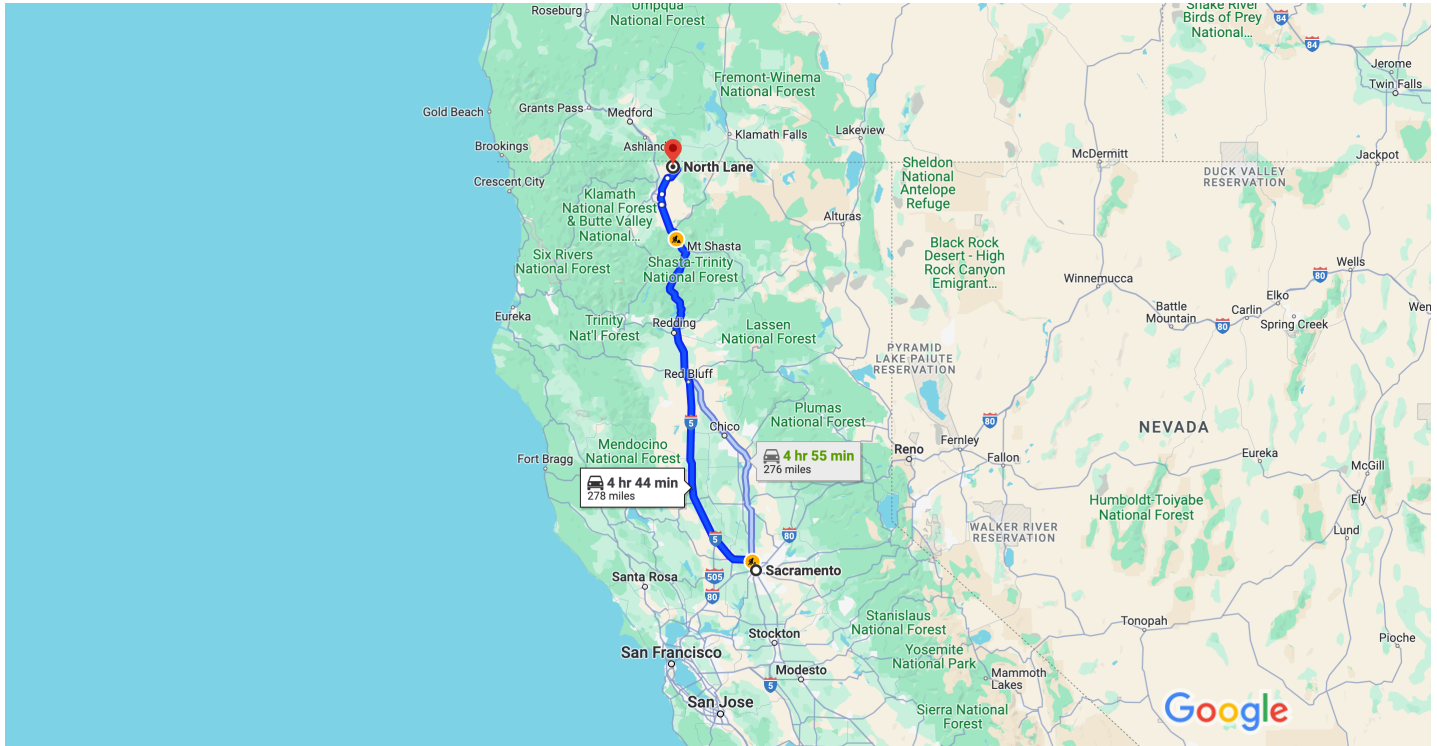 Roseburg
Umpqua
National Forest
Snake River
Birds of Prey
National...
84
84
Jerome
Twin Falls
Fremont-Winema
National Forest
Gold Beach
Grants Pass
Medford
Klamath Falls
Lakeview
Brookings
Ashland
McDermitt
Jackpot
North Lane
Sheldon
National
Antelope
Refuge
DUCK VALLEY
RESERVATION
Crescent City
Klamath
National Forest
& Butte Valley
National...
Alturas
Mt Shasta
Black Rock
Desert - High
Rock Canyon
Emigrant...
Six Rivers
National Forest
Shasta-Trinity
National Forest
Wells
80
Winnemucca
Elko
Battle
Mountain
Carlin
80
Spring Creek
Eureka
Trinity
Nat'l Forest
Redding
Lassen
National Forest
PYRAMID
LAKE PAIUTE
RESERVATION
Red Bluff
Plumas
National Forest
5
Chico
80
NEVADA
Mendocino
National Forest
Fort Bragg
4 hr 55 min
276 miles
Reno
Fernley
Fallon
Eureka
McGill
Ely
4 hr 44 min
278 miles
Humboldt-Toiyabe
National Forest
WALKER RIVER
RESERVATION
Lund
5
80
Sacramento
Santa Rosa
505
80
Stanislaus
National Forest
Tonopah
Pioche
Stockton
San Francisco
Yosemite
National Park
Modesto
Mammoth
Lakes
5
San Jose
Sierra National
Forest
Google